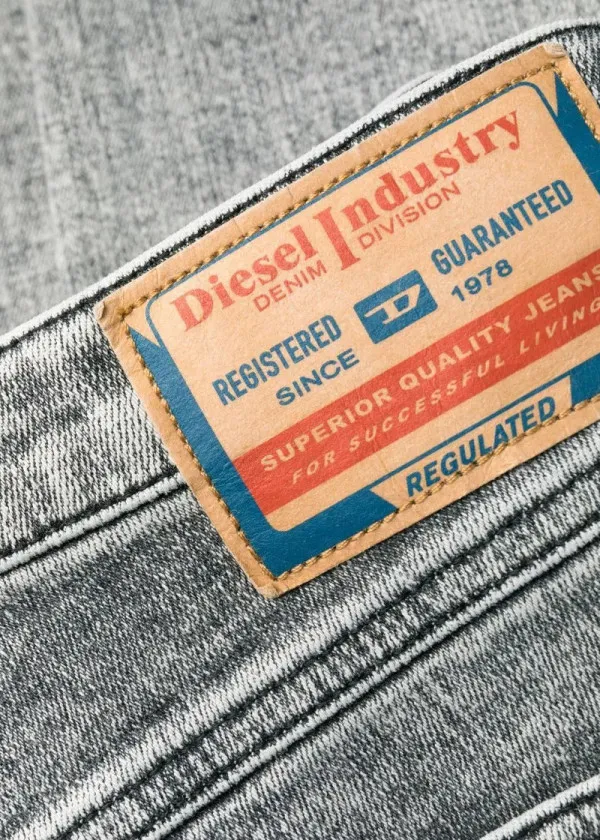 Diesel Industry
DENIM DIVISION
REGISTERED D GUARANTEED
SINCE 1978
SUPERIOR QUALITY JEANS
FOR SUCCESSFUL LIVING
REGULATED